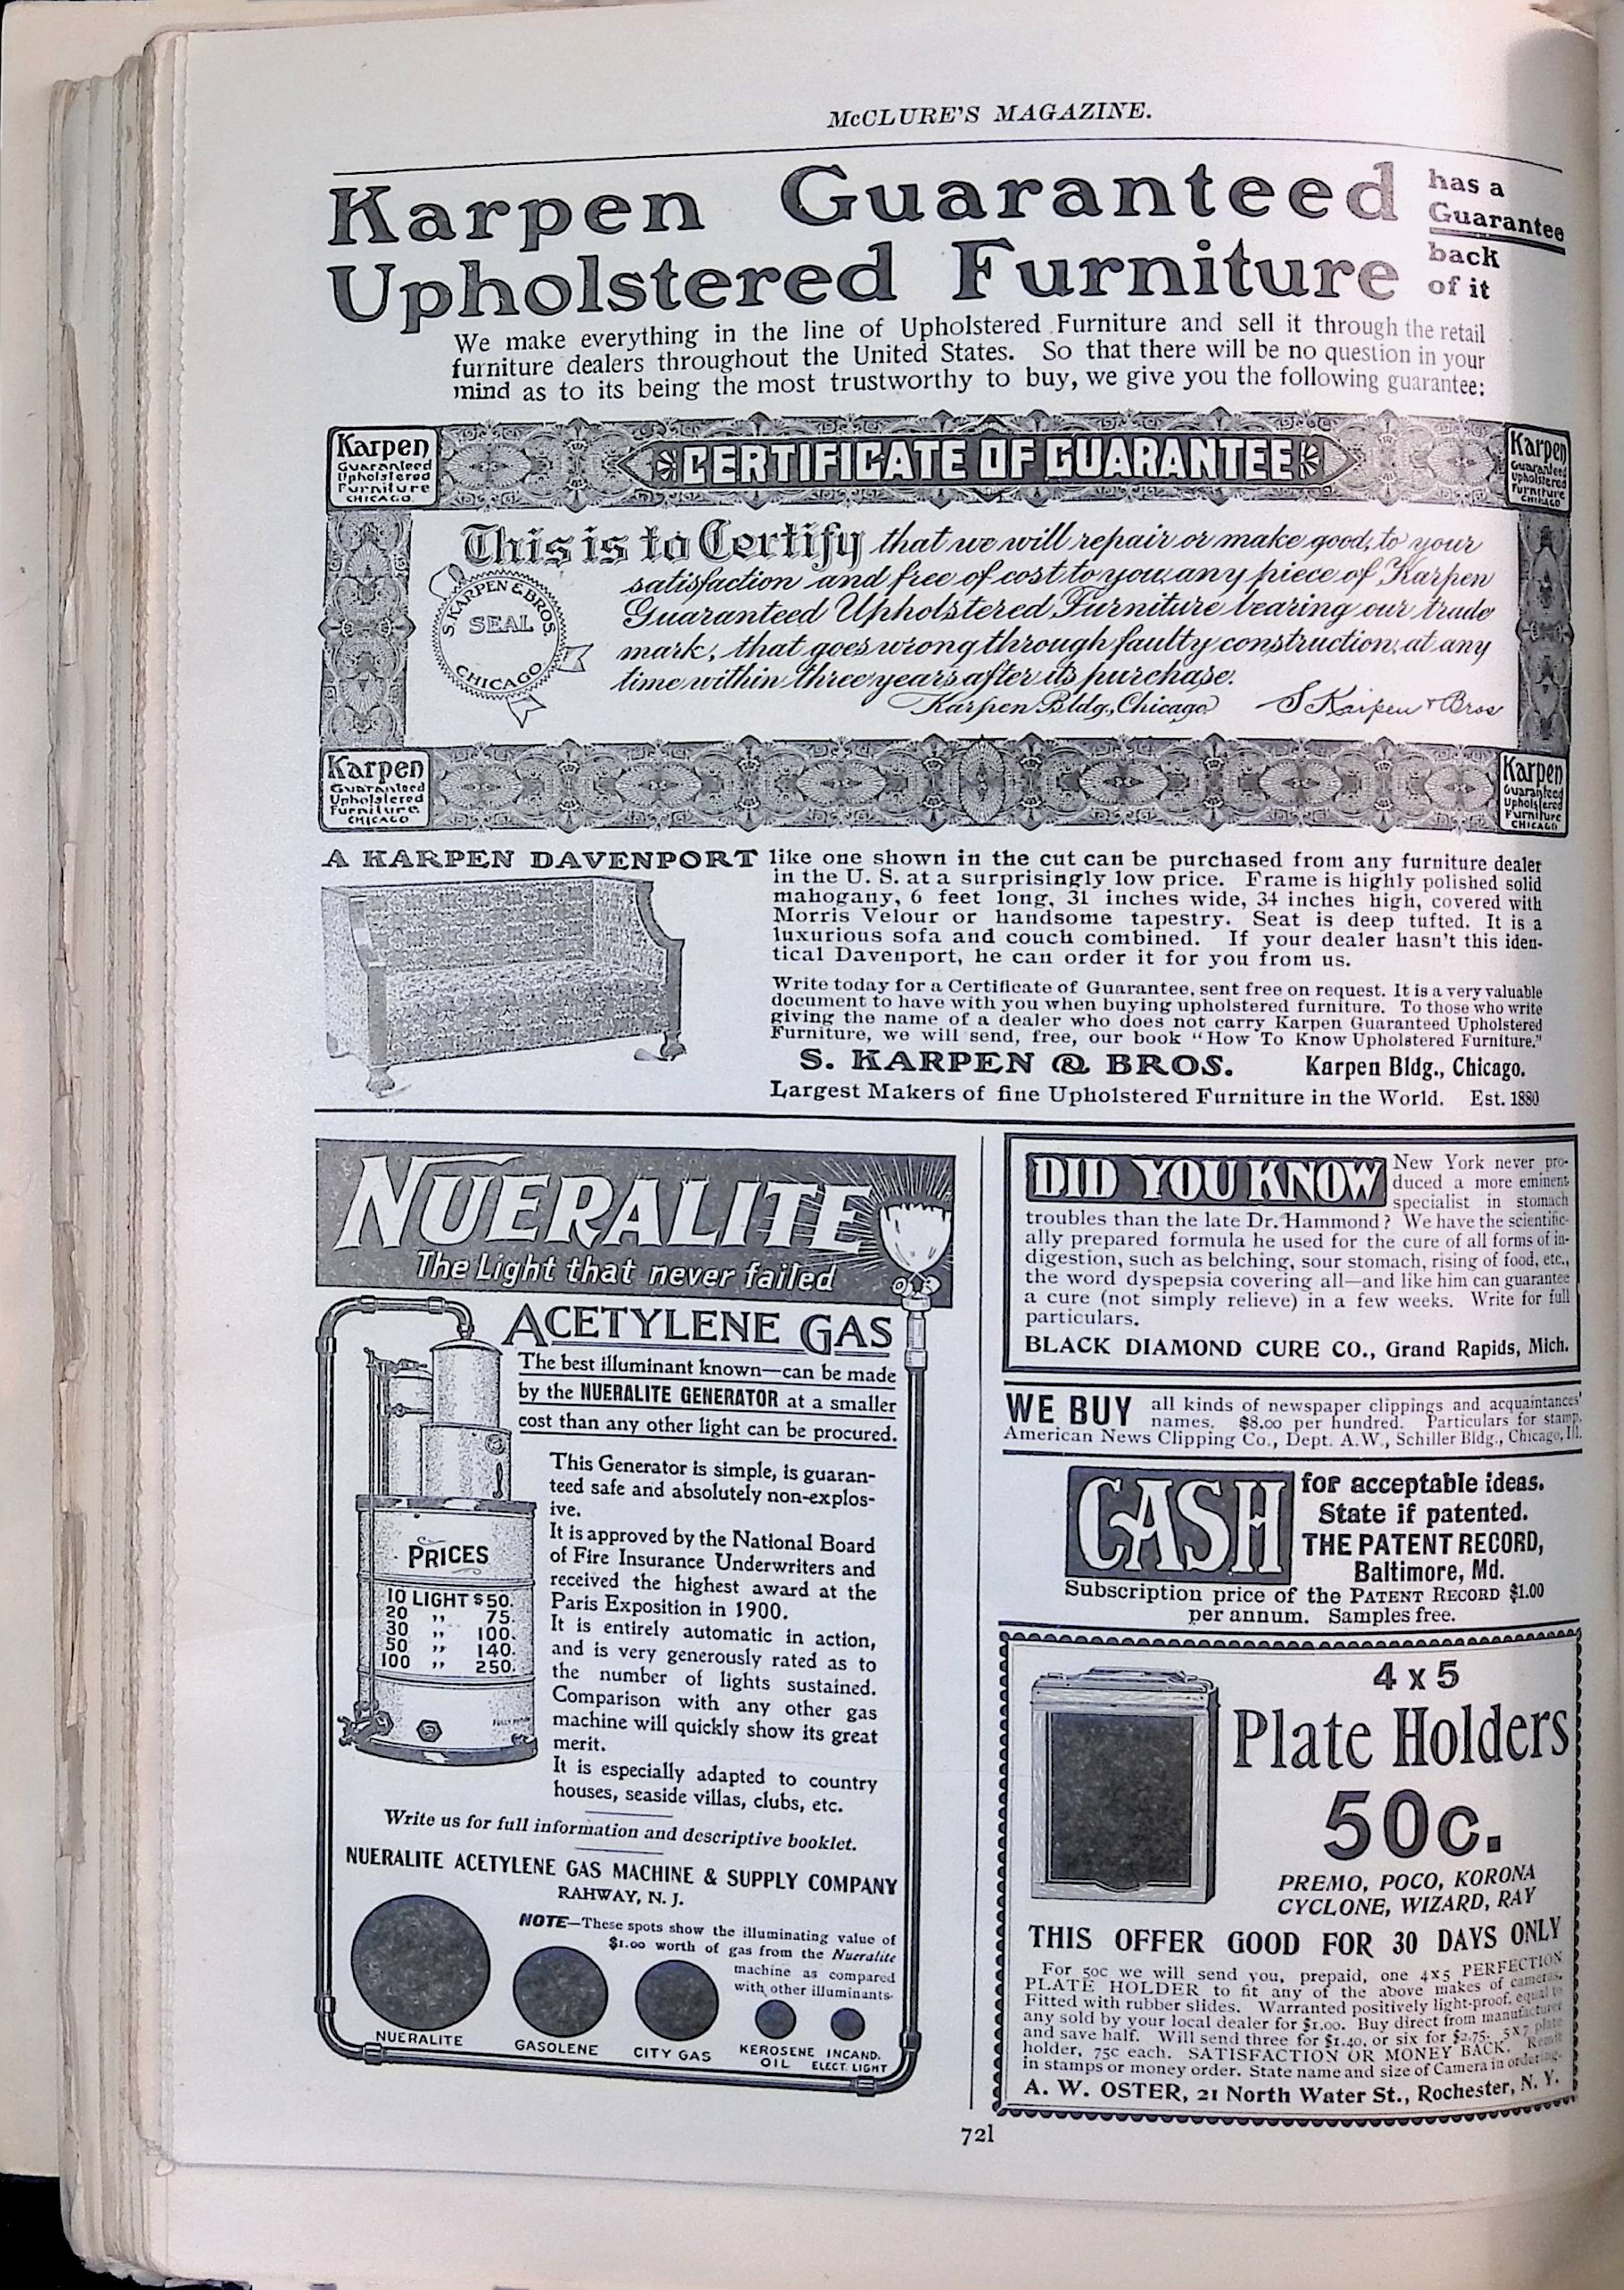 McCLURE'S MAGAZINE.
Karpen Guaranteed
Upholstered Furniture
has a
Guarantee
back
of it
We make everything in the line of Upholstered Furniture and sell it through the retail
furniture dealers throughout the United States. So that there will be no question in your
mind as to its being the most trustworthy to buy, we give you the following guarantee:
Karpen
Guaranteed
Upholstered
Furniture
CHICAGO
CERTIFICATE OF GUARANTEE
Karpen
Guaranteed
Upholstered
Furniture
CHICAGO
This is to Certify that we will repair or make good, to your
satisfaction and free of cost to you, any piece of Karpen
Guaranteed Upholstered Furniture bearing our trade
mark, that goes wrong through faulty construction, at any
time within three years after its purchase.
Karpen Bldg, Chicago. S Karpen & Bros
S. KARPEN & BROS.
SEAL
CHICAGO
Karpen
Guaranteed
Upholstered
Furniture
CHICAGO
Karpen
Guaranteed
Upholstered
Furniture
CHICAGO
A KARPEN DAVENPORT like one shown in the cut can be purchased from any furniture dealer
in the U. S. at a surprisingly low price. Frame is highly polished solid
mahogany, 6 feet long, 31 inches wide, 34 inches high, covered with
Morris Velour or handsome tapestry. Seat is deep tufted. It is a
luxurious sofa and couch combined. If your dealer hasn't this iden-
tical Davenport, he can order it for you from us.
Write today for a Certificate of Guarantee, sent free on request. It is a very valuable
document to have with you when buying upholstered furniture. To those who write
giving the name of a dealer who does not carry Karpen Guaranteed Upholstered
Furniture, we will send, free, our book "How To Know Upholstered Furniture."
S. KARPEN & BROS. Karpen Bldg., Chicago.
Largest Makers of fine Upholstered Furniture in the World. Est. 1880
NUERALITE
The Light that never failed
ACETYLENE GAS
The best illuminant known—can be made
by the NUERALITE GENERATOR at a smaller
cost than any other light can be procured.
This Generator is simple, is guaran-
teed safe and absolutely non-explos-
ive.
It is approved by the National Board
of Fire Insurance Underwriters and
received the highest award at the
Paris Exposition in 1900.
It is entirely automatic in action,
and is very generously rated as to
the number of lights sustained.
Comparison with any other gas
machine will quickly show its great
merit.
It is especially adapted to country
houses, seaside villas, clubs, etc.
PRICES
10 LIGHT $50.
20 ,, 75.
30 ,, 100.
50 ,, 140.
100 ,, 250.
Write us for full information and descriptive booklet.
NUERALITE ACETYLENE GAS MACHINE & SUPPLY COMPANY
RAHWAY, N. J.
NOTE—These spots show the illuminating value of
$1.00 worth of gas from the Nueralite
machine as compared
with other illuminants.
NUERALITE
GASOLENE
CITY GAS
KEROSENE
OIL
INCAND.
ELECT. LIGHT
DID YOU KNOW New York never pro-
duced a more eminent
specialist in stomach
troubles than the late Dr. Hammond? We have the scientific-
ally prepared formula he used for the cure of all forms of in-
digestion, such as belching, sour stomach, rising of food, etc.,
the word dyspepsia covering all—and like him can guarantee
a cure (not simply relieve) in a few weeks. Write for full
particulars.
BLACK DIAMOND CURE CO., Grand Rapids, Mich.
WE BUY all kinds of newspaper clippings and acquaintances'
names. $8.00 per hundred. Particulars for stamp.
American News Clipping Co., Dept. A.W., Schiller Bldg., Chicago, Ill.
CASH for acceptable ideas.
State if patented.
THE PATENT RECORD,
Baltimore, Md.
Subscription price of the PATENT RECORD $1.00
per annum. Samples free.
4 x 5
Plate Holders
50c.
PREMO, POCO, KORONA
CYCLONE, WIZARD, RAY
THIS OFFER GOOD FOR 30 DAYS ONLY
For 50c we will send you, prepaid, one 4x5 PERFECTION
PLATE HOLDER to fit any of the above makes of cameras.
Fitted with rubber slides. Warranted positively light-proof, equal to
any sold by your local dealer for $1.00. Buy direct from manufacturer
and save half. Will send three for $1.40, or six for $2.75. 5x7 plate
holder, 75c each. SATISFACTION OR MONEY BACK. Remit
in stamps or money order. State name and size of Camera in ordering.
A. W. OSTER, 21 North Water St., Rochester, N. Y.
72l